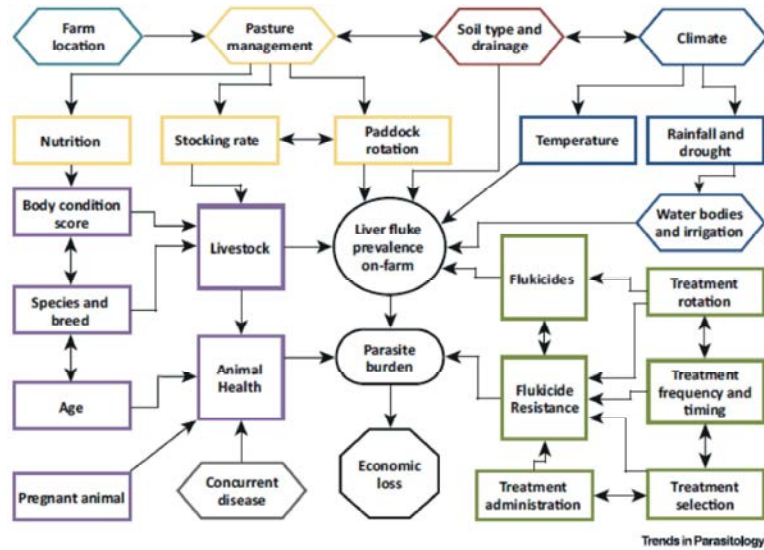 Farm
location
Pasture
management
Soil type and
drainage
Climate
Nutrition
Stocking rate
Paddock
rotation
Temperature
Rainfall and
drought
Body condition
score
Livestock
Liver fluke
prevalence
on-farm
Water bodies
and irrigation
Flukicides
Treatment
rotation
Species and
breed
Animal
Health
Parasite
burden
Flukicide
Resistance
Treatment
frequency and
timing
Age
Pregnant animal
Concurrent
disease
Economic
loss
Treatment
administration
Treatment
selection
Trends in Parasitology